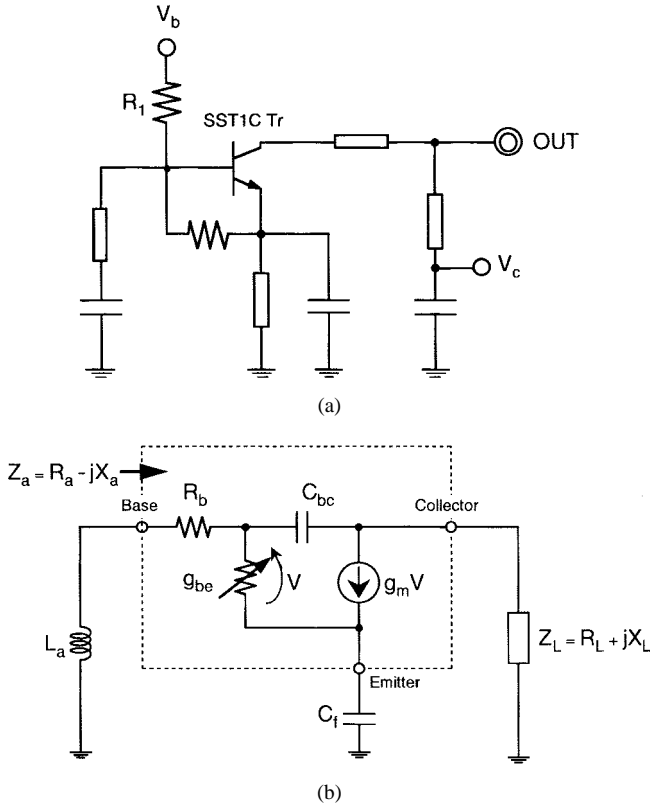 V_b
R_1
SST1C Tr
OUT
V_c
(a)
Z_a = R_a - jX_a
Base
R_b
C_bc
Collector
g_be
V
g_mV
L_a
Z_L = R_L + jX_L
Emitter
C_f
(b)